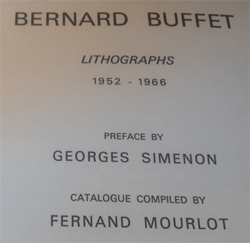 BERNARD BUFFET
LITHOGRAPHS
1952 - 1966
PREFACE BY
GEORGES SIMENON
CATALOGUE COMPILED BY
FERNAND MOURLOT